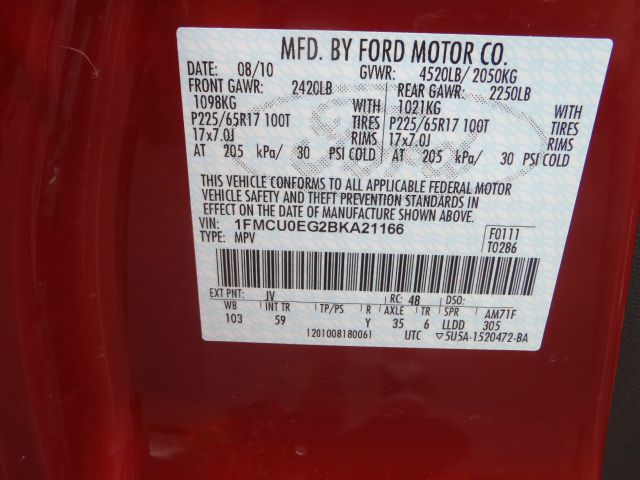 MFD. BY FORD MOTOR CO.
DATE: 08/10 GVWR: 4520LB/ 2050KG
FRONT GAWR: 2420LB REAR GAWR: 2250LB
1098KG WITH 1021KG WITH
P225/65R17 100T TIRES P225/65R17 100T TIRES
17x7.0J RIMS 17x7.0J RIMS
AT 205 kPa/ 30 PSI COLD AT 205 kPa/ 30 PSI COLD
THIS VEHICLE CONFORMS TO ALL APPLICABLE FEDERAL MOTOR
VEHICLE SAFETY AND THEFT PREVENTION STANDARDS IN
EFFECT ON THE DATE OF MANUFACTURE SHOWN ABOVE.
VIN: 1FMCU0EG2BKA21166 F0111
TYPE: MPV T0286
EXT PNT: JV RC: 48 DSO:
WB INT TR TP/PS R AXLE TR SPR AM71F
103 59 Y 35 6 LLDD 305
1201008180061 UTC ▽5U5A-1520472-BA
Ford